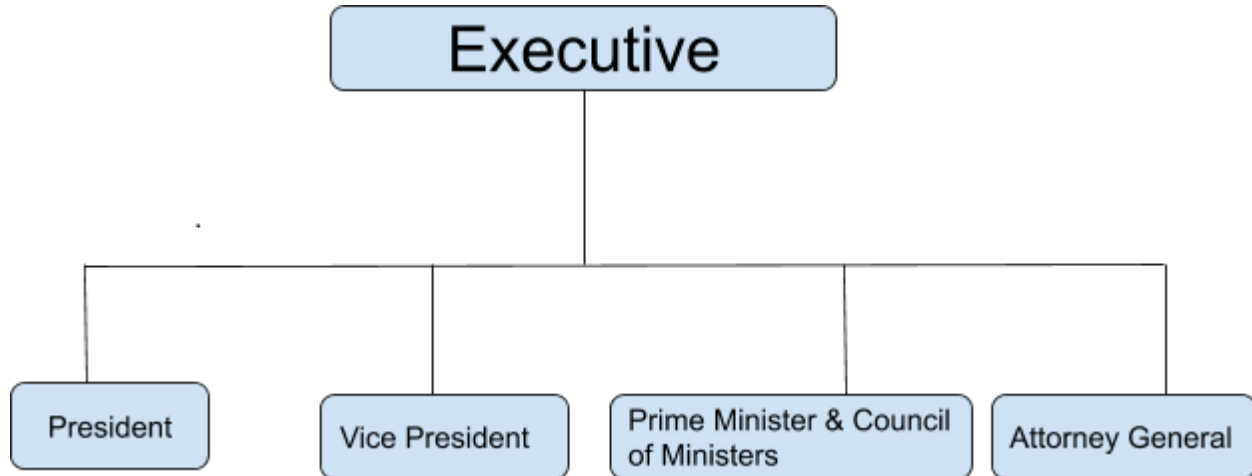 Executive
President
Vice President
Prime Minister & Council
of Ministers
Attorney General